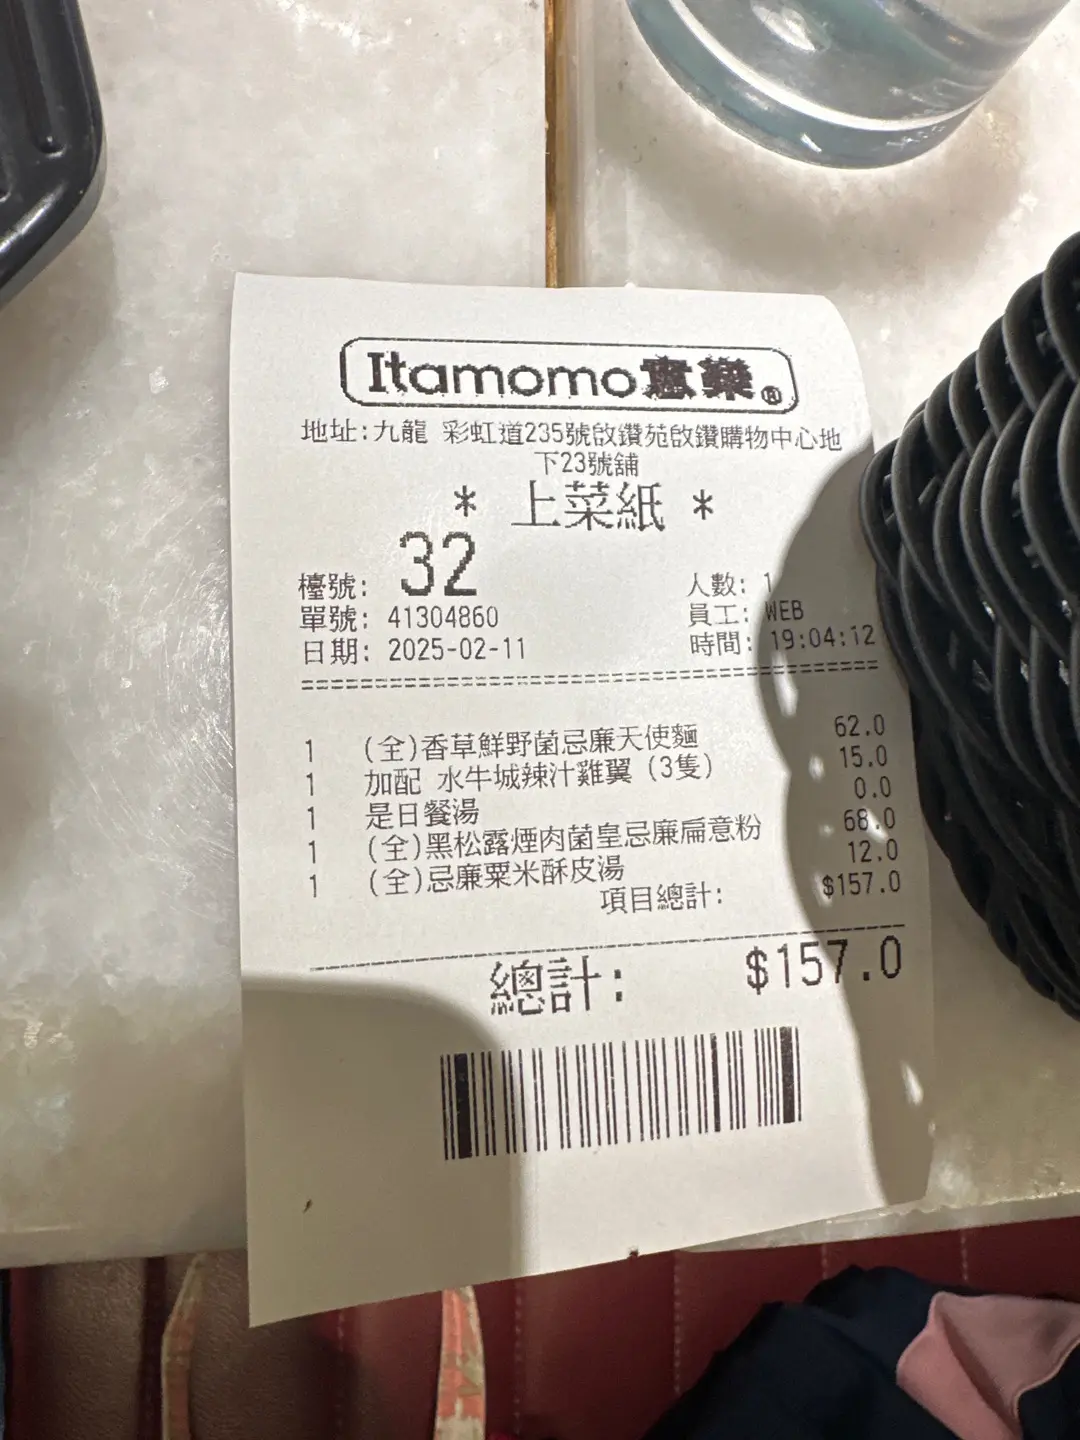 Itamomo意樂®
地址:九龍 彩虹道235號啟鑽苑啟鑽購物中心地
下23號舖
* 上菜紙 *
檯號: 32 人數: 1
單號: 41304860 員工: WEB
日期: 2025-02-11 時間: 19:04:12
1 (全)香草鮮野菌忌廉天使麵 62.0
1 加配 水牛城辣汁雞翼 (3隻) 15.0
1 是日餐湯 0.0
1 (全)黑松露煙肉菌皇忌廉扁意粉 68.0
1 (全)忌廉粟米酥皮湯 12.0
項目總計: $157.0
總計: $157.0